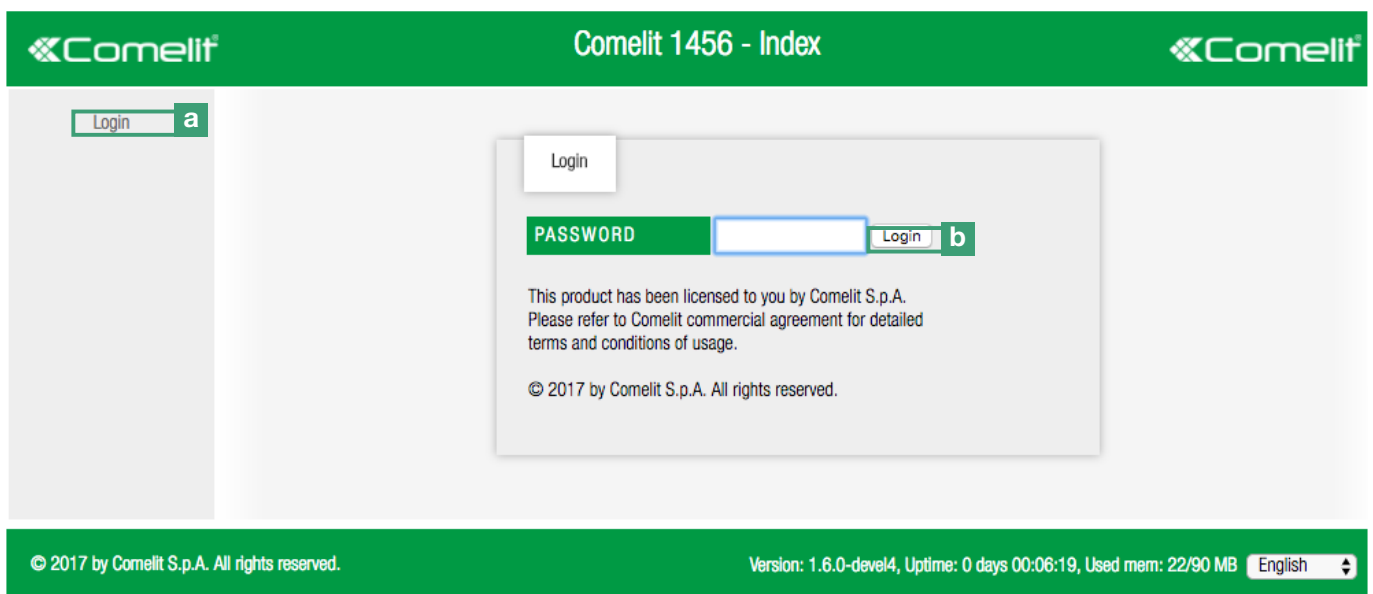 Comelit
Comelit 1456 - Index
Comelit
Login a
Login
PASSWORD
Login b
This product has been licensed to you by Comelit S.p.A.
Please refer to Comelit commercial agreement for detailed
terms and conditions of usage.
© 2017 by Comelit S.p.A. All rights reserved.
© 2017 by Comelit S.p.A. All rights reserved.
Version: 1.6.0-devel4, Uptime: 0 days 00:06:19, Used mem: 22/90 MB
English